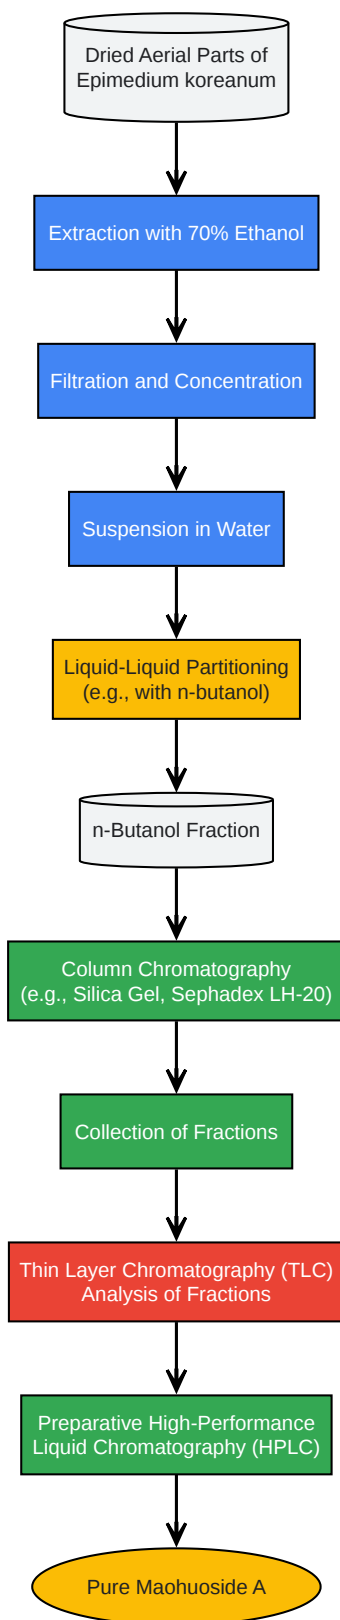 Dried Aerial Parts of
Epimedium koreanum
Extraction with 70% Ethanol
Filtration and Concentration
Suspension in Water
Liquid-Liquid Partitioning
(e.g., with n-butanol)
n-Butanol Fraction
Column Chromatography
(e.g., Silica Gel, Sephadex LH-20)
Collection of Fractions
Thin Layer Chromatography (TLC)
Analysis of Fractions
Preparative High-Performance
Liquid Chromatography (HPLC)
Pure Maohuoside A